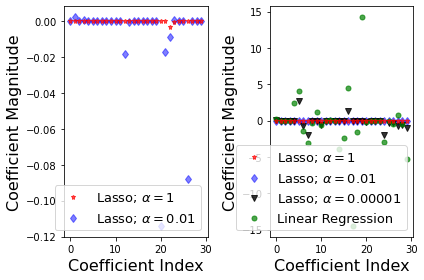 0.00
−0.02
−0.04
−0.06
−0.08
−0.10
−0.12
0
10
20
30
Coefficient Magnitude
Coefficient Index
Lasso; α = 1
Lasso; α = 0.01
15
10
5
0
−5
−10
−15
0
10
20
30
Coefficient Magnitude
Coefficient Index
Lasso; α = 1
Lasso; α = 0.01
Lasso; α = 0.00001
Linear Regression